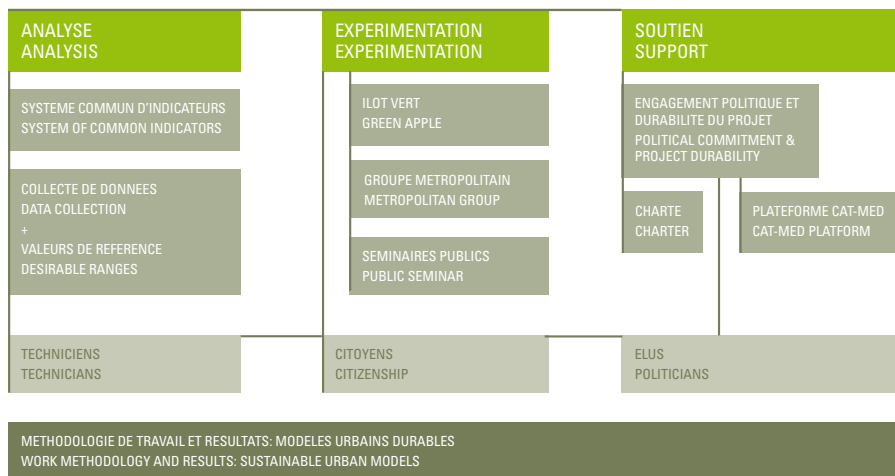 ANALYSE
ANALYSIS
SYSTEME COMMUN D'INDICATEURS
SYSTEM OF COMMON INDICATORS
COLLECTE DE DONNEES
DATA COLLECTION
+
VALEURS DE REFERENCE
DESIRABLE RANGES
TECHNICIENS
TECHNICIANS
EXPERIMENTATION
EXPERIMENTATION
ILOT VERT
GREEN APPLE
GROUPE METROPOLITAIN
METROPOLITAN GROUP
SEMINAIRES PUBLICS
PUBLIC SEMINAR
CITOYENS
CITIZENSHIP
SOUTIEN
SUPPORT
ENGAGEMENT POLITIQUE ET
DURABILITE DU PROJET
POLITICAL COMMITMENT &
PROJECT DURABILITY
CHARTE
CHARTER
PLATEFORME CAT-MED
CAT-MED PLATFORM
ELUS
POLITICIANS
METHODOLOGIE DE TRAVAIL ET RESULTATS: MODELES URBAINS DURABLES
WORK METHODOLOGY AND RESULTS: SUSTAINABLE URBAN MODELS